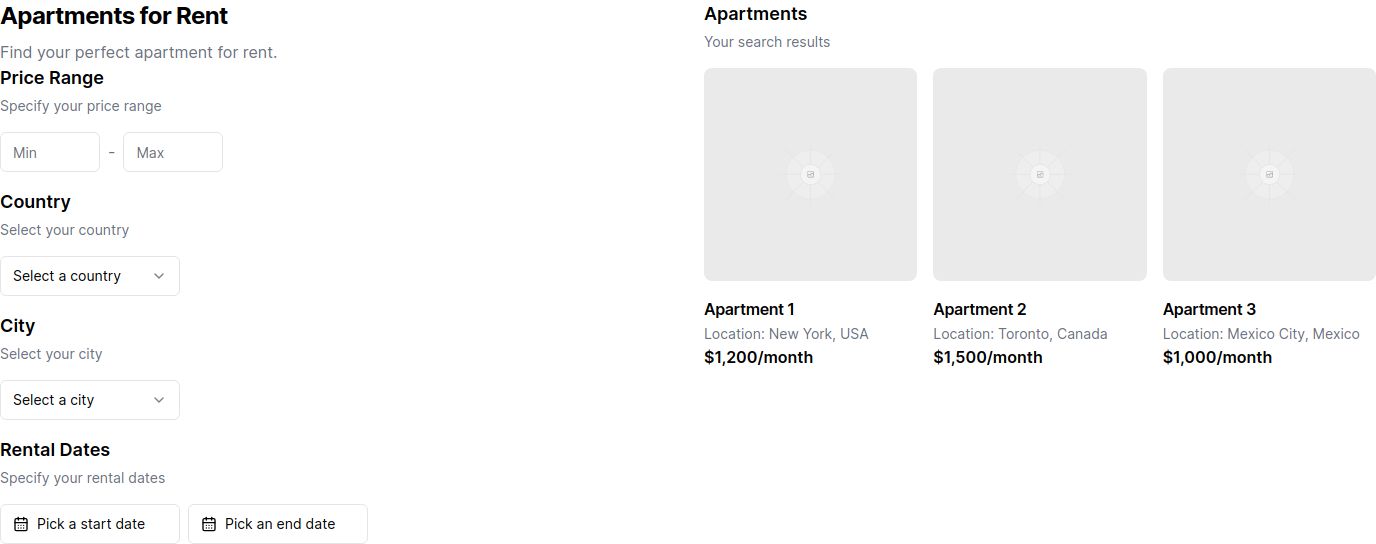 Apartments for Rent
Find your perfect apartment for rent.
Price Range
Specify your price range
Min - Max
Country
Select your country
Select a country
City
Select your city
Select a city
Rental Dates
Specify your rental dates
Pick a start date
Pick an end date
Apartments
Your search results
Apartment 1
Location: New York, USA
$1,200/month
Apartment 2
Location: Toronto, Canada
$1,500/month
Apartment 3
Location: Mexico City, Mexico
$1,000/month